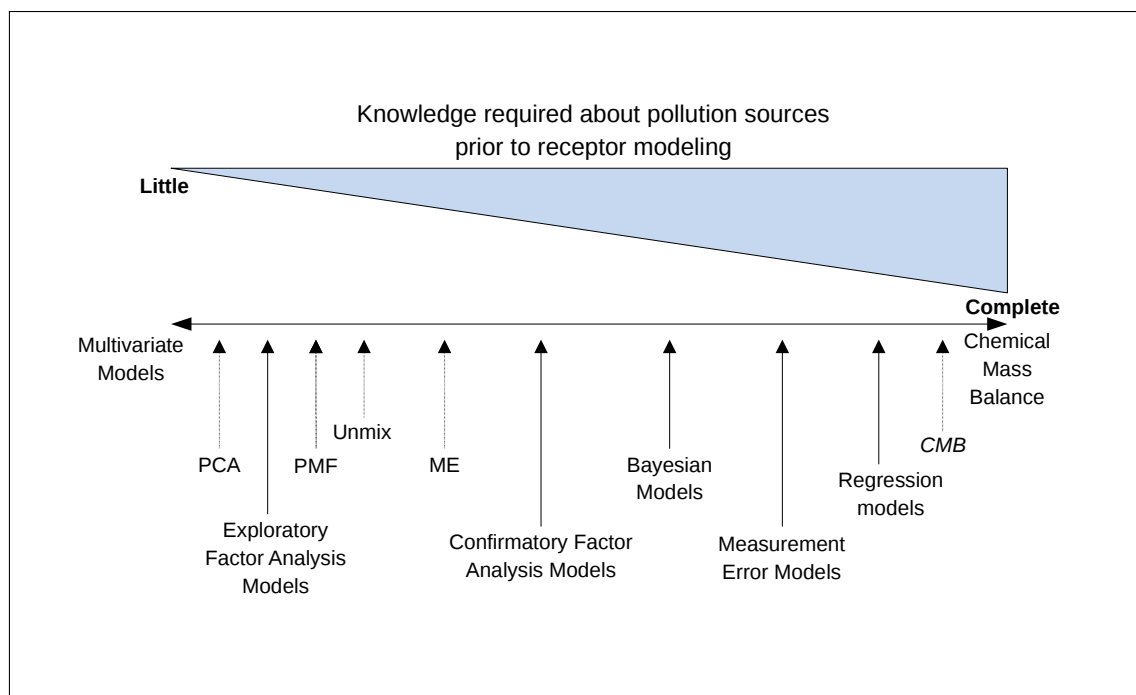 Knowledge required about pollution sources
prior to receptor modeling
Little
Complete
Multivariate
Models
Chemical
Mass
Balance
PCA
Exploratory
Factor Analysis
Models
PMF
Unmix
ME
Confirmatory Factor
Analysis Models
Bayesian
Models
Measurement
Error Models
Regression
models
CMB